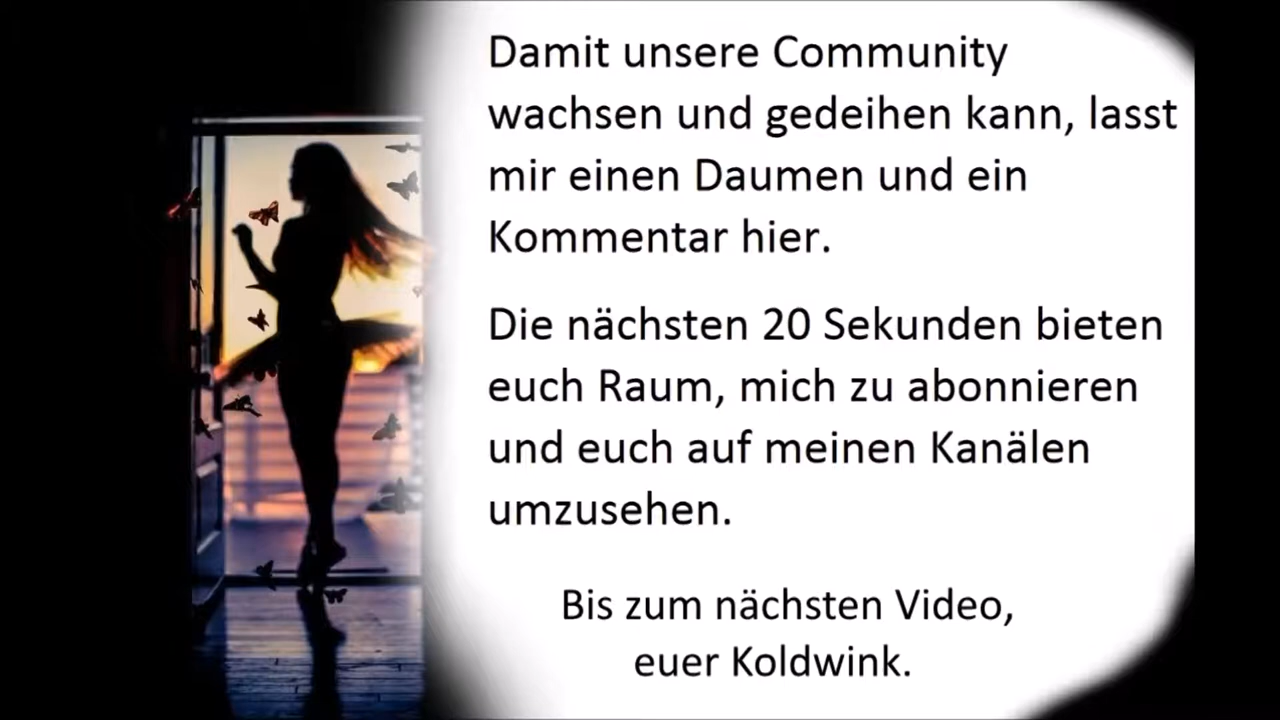 Damit unsere Community
wachsen und gedeihen kann, lasst
mir einen Daumen und ein
Kommentar hier.
Die nächsten 20 Sekunden bieten
euch Raum, mich zu abonnieren
und euch auf meinen Kanälen
umzusehen.
Bis zum nächsten Video,
euer Koldwink.